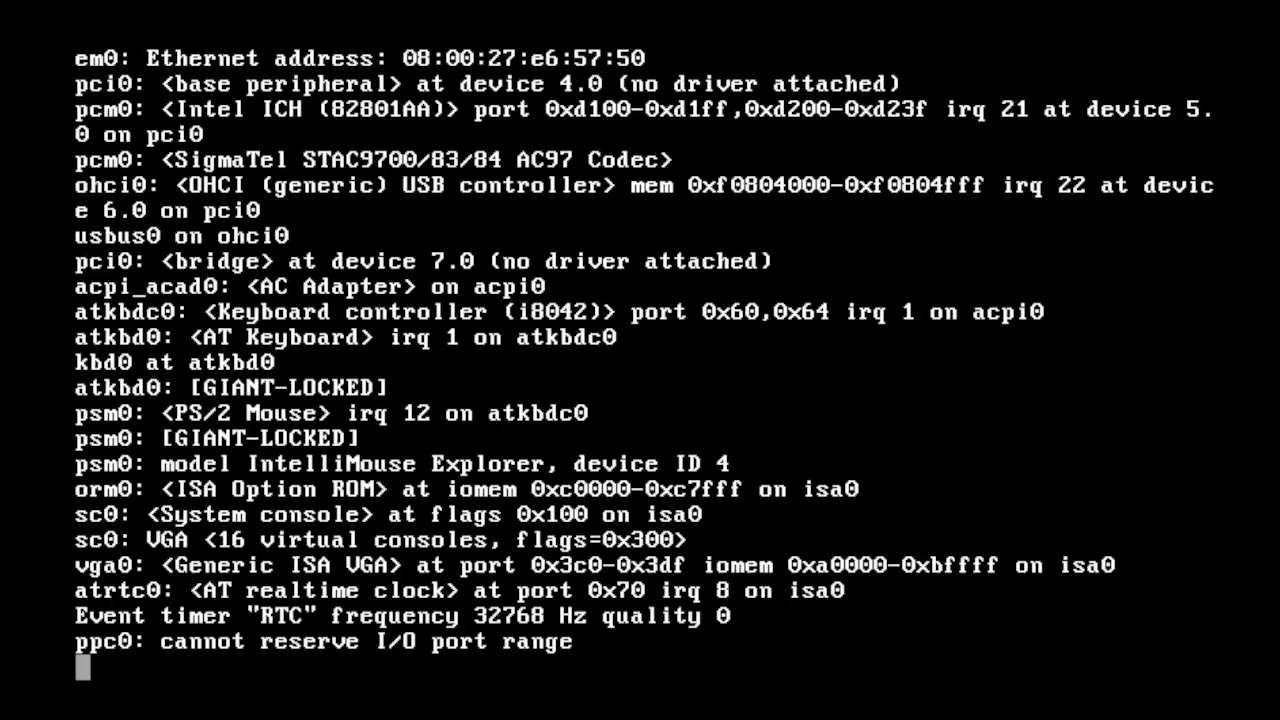 em0: Ethernet address: 08:00:27:e6:57:50
pci0: <base peripheral> at device 4.0 (no driver attached)
pcm0: <Intel ICH (82801AA)> port 0xd100-0xd1ff,0xd200-0xd23f irq 21 at device 5.
0 on pci0
pcm0: <SigmaTel STAC9700/83/84 AC97 Codec>
ohci0: <OHCI (generic) USB controller> mem 0xf0804000-0xf0804fff irq 22 at devic
e 6.0 on pci0
usbus0 on ohci0
pci0: <bridge> at device 7.0 (no driver attached)
acpi_acad0: <AC Adapter> on acpi0
atkbdc0: <Keyboard controller (i8042)> port 0x60,0x64 irq 1 on acpi0
atkbd0: <AT Keyboard> irq 1 on atkbdc0
kbd0 at atkbd0
atkbd0: [GIANT-LOCKED]
psm0: <PS/2 Mouse> irq 12 on atkbdc0
psm0: [GIANT-LOCKED]
psm0: model IntelliMouse Explorer, device ID 4
orm0: <ISA Option ROM> at iomem 0xc0000-0xc7fff on isa0
sc0: <System console> at flags 0x100 on isa0
sc0: VGA <16 virtual consoles, flags=0x300>
vga0: <Generic ISA VGA> at port 0x3c0-0x3df iomem 0xa0000-0xbffff on isa0
atrtc0: <AT realtime clock> at port 0x70 irq 8 on isa0
Event timer "RTC" frequency 32768 Hz quality 0
ppc0: cannot reserve I/O port range